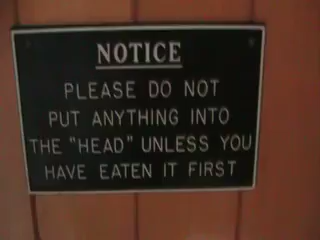 NOTICE
PLEASE DO NOT
PUT ANYTHING INTO
THE "HEAD" UNLESS YOU
HAVE EATEN IT FIRST